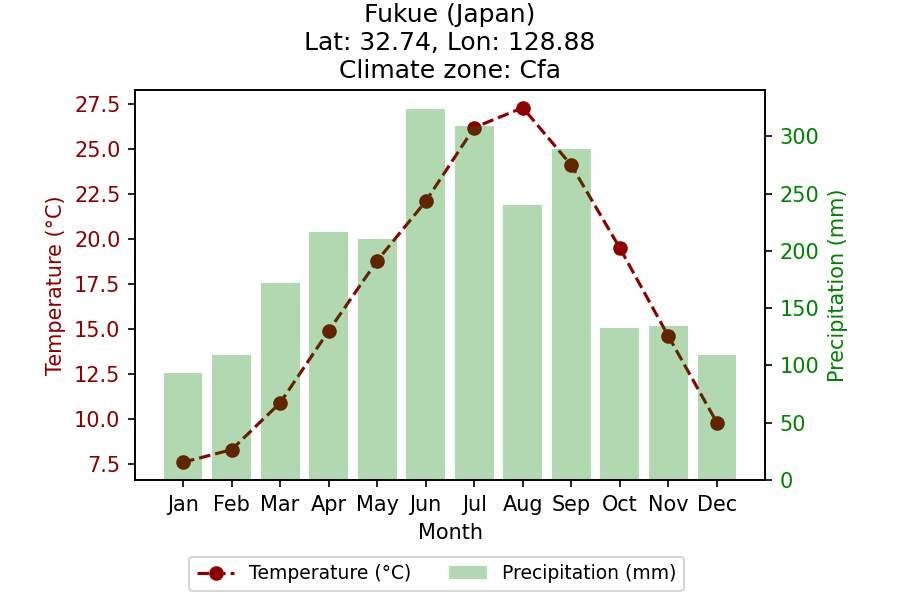 Fukue (Japan)
Lat: 32.74, Lon: 128.88
Climate zone: Cfa
27.5
25.0
22.5
20.0
17.5
15.0
12.5
10.0
7.5
Temperature (°C)
300
250
200
150
100
50
0
Precipitation (mm)
Jan Feb Mar Apr May Jun Jul Aug Sep Oct Nov Dec
Month
Temperature (°C) Precipitation (mm)